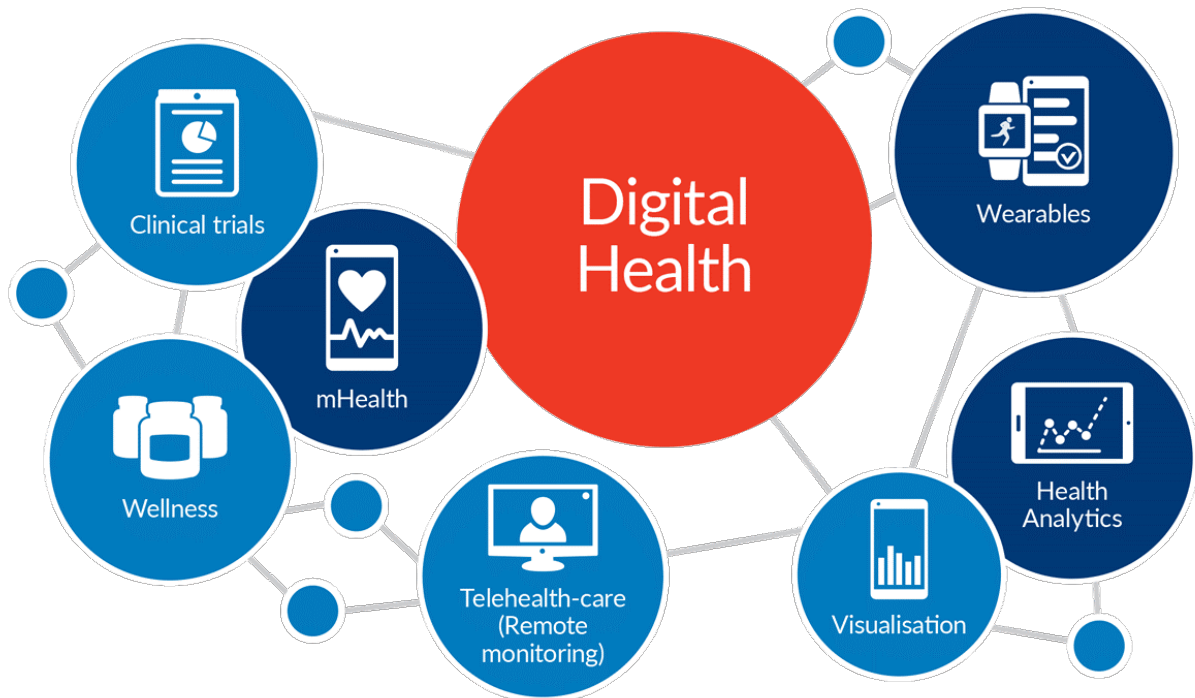 Digital
Health
Clinical trials
Wearables
mHealth
Wellness
Health
Analytics
Telehealth-care
(Remote
monitoring)
Visualisation